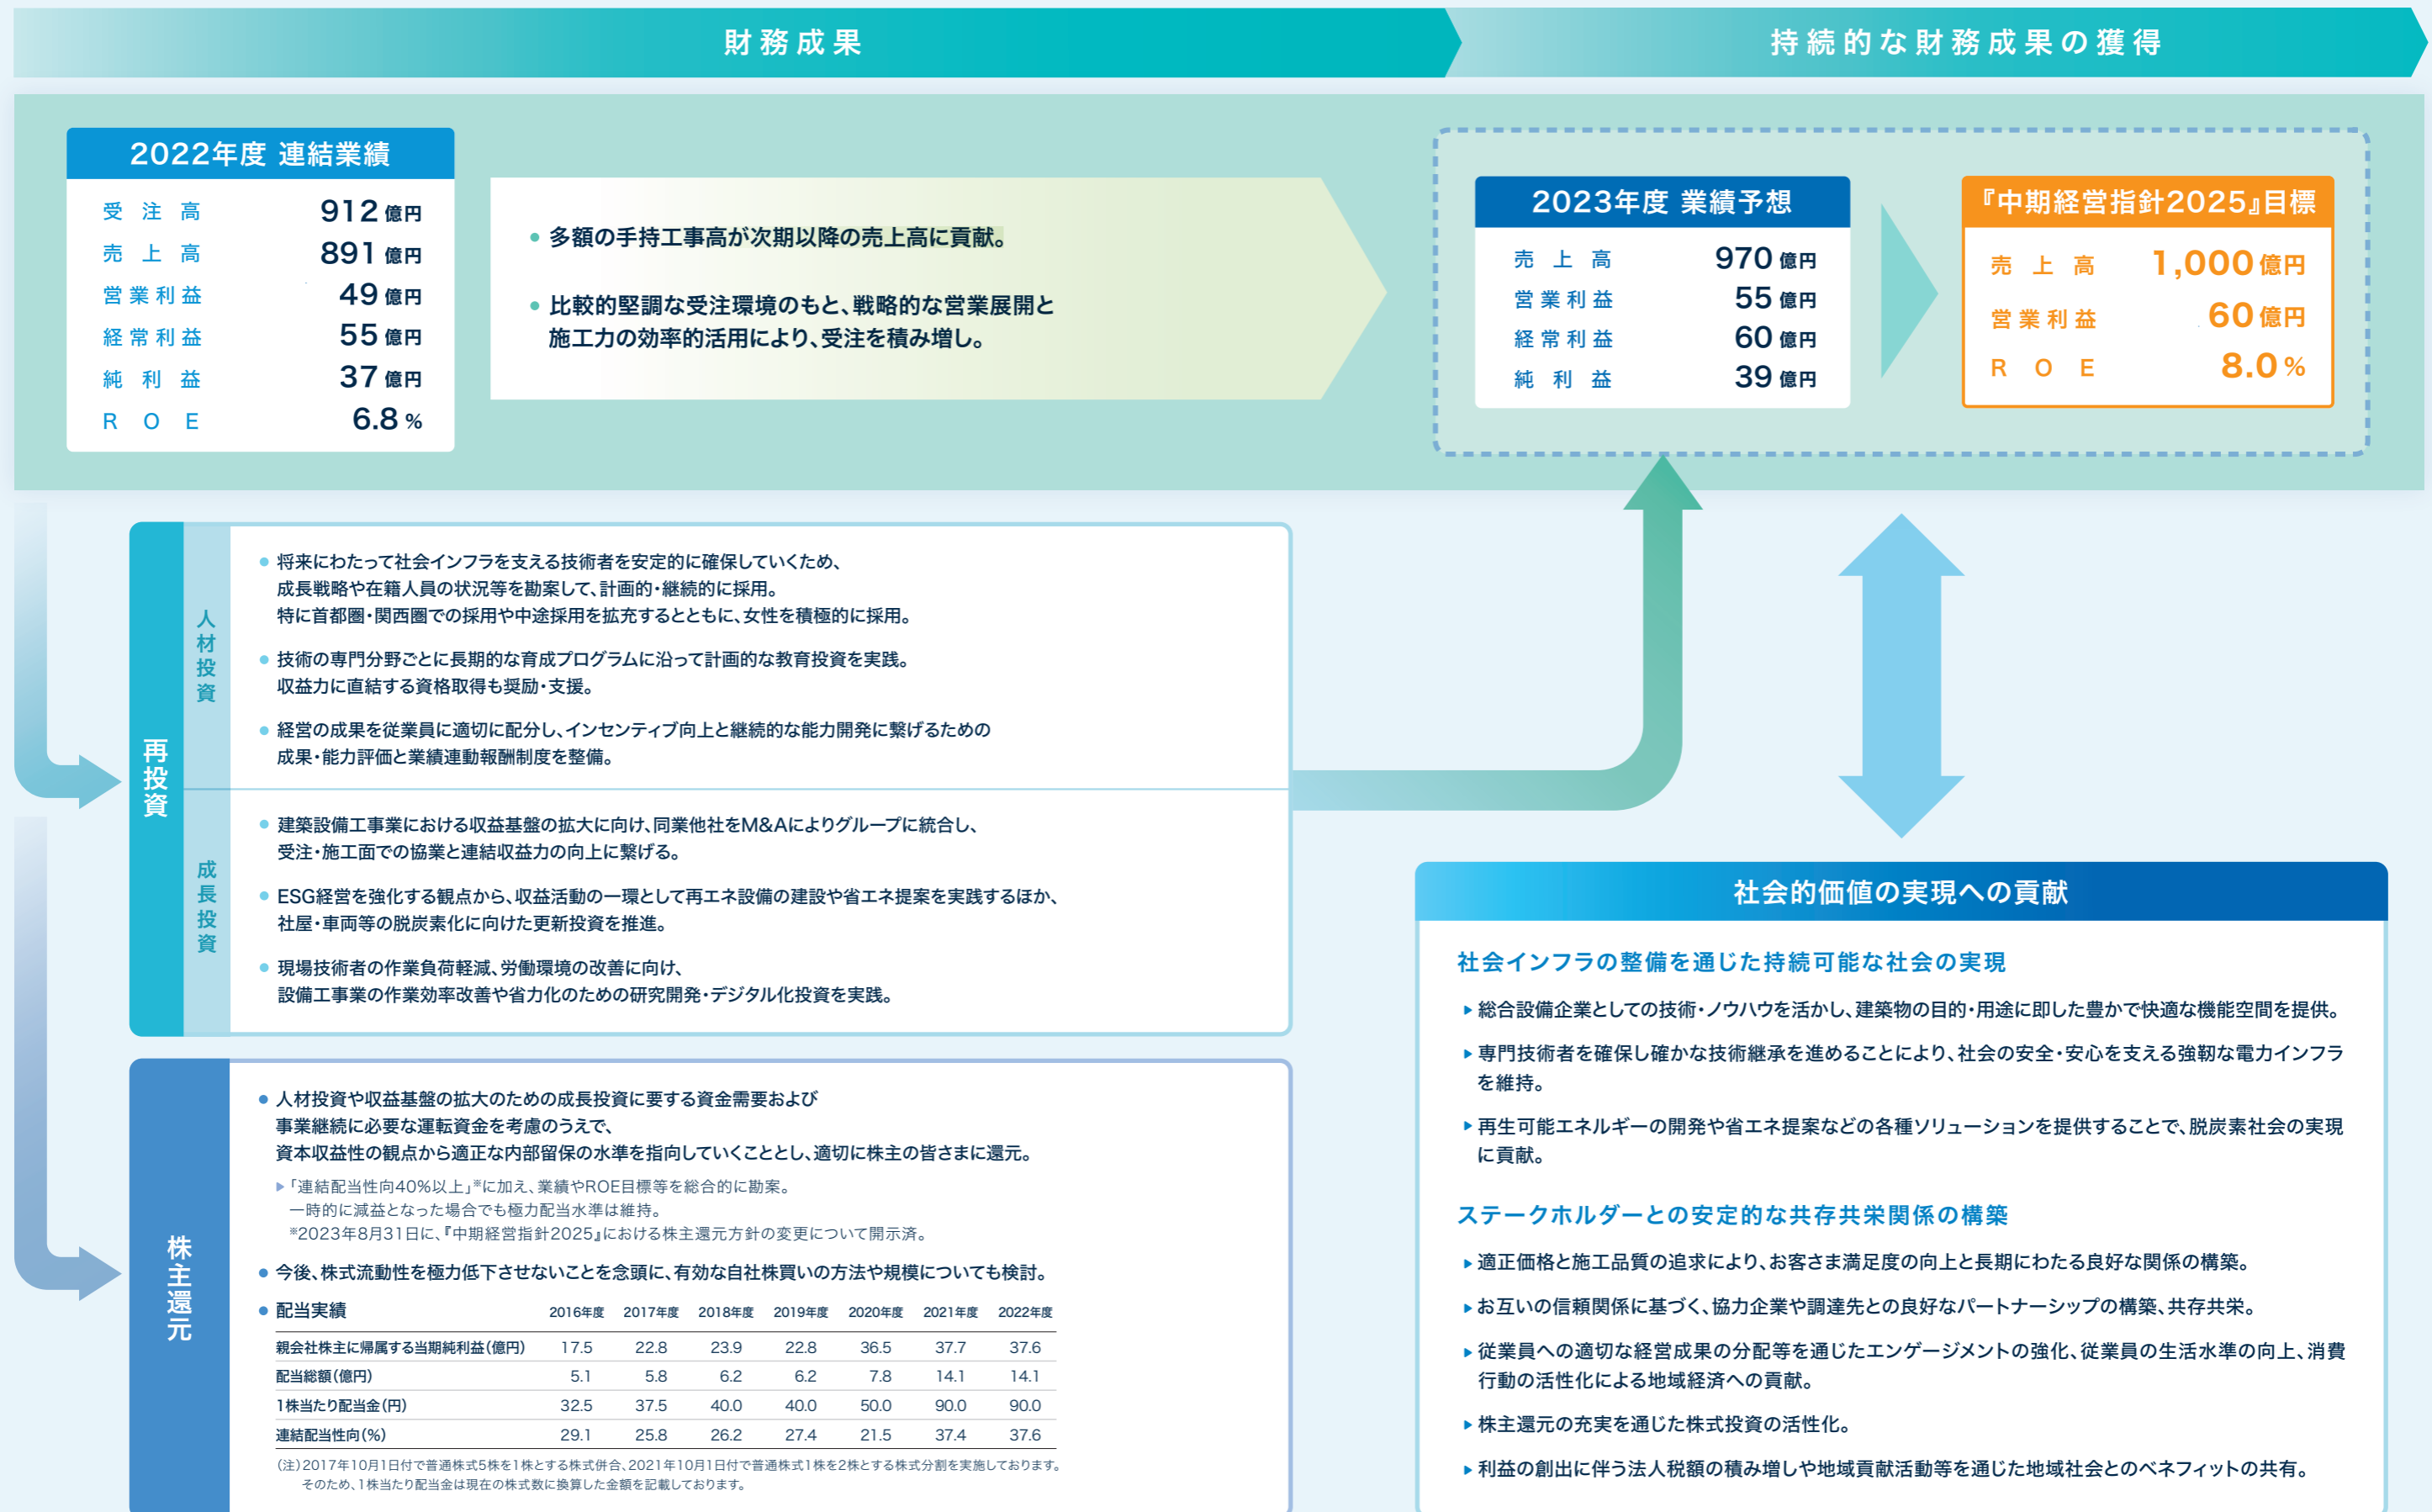 財務成果
持続的な財務成果の獲得
2022年度 連結業績
受注高 912億円
売上高 891億円
営業利益 49億円
経常利益 55億円
純利益 37億円
ROE 6.8%
● 多額の手持工事高が次期以降の売上高に貢献。
● 比較的堅調な受注環境のもと、戦略的な営業展開と
施工力の効率的活用により、受注を積み増し。
2023年度 業績予想
売上高 970億円
営業利益 55億円
経常利益 60億円
純利益 39億円
『中期経営指針2025』目標
売上高 1,000億円
営業利益 60億円
ROE 8.0%
再投資
人材投資
● 将来にわたって社会インフラを支える技術者を安定的に確保していくため、
成長戦略や在籍人員の状況等を勘案して、計画的・継続的に採用。
特に首都圏・関西圏での採用や中途採用を拡充するとともに、女性を積極的に採用。
● 技術の専門分野ごとに長期的な育成プログラムに沿って計画的な教育投資を実践。
収益力に直結する資格取得も奨励・支援。
● 経営の成果を従業員に適切に配分し、インセンティブ向上と継続的な能力開発に繋げるための
成果・能力評価と業績連動報酬制度を整備。
成長投資
● 建築設備工事業における収益基盤の拡大に向け、同業他社をM&Aによりグループに統合し、
受注・施工面での協業と連結収益力の向上に繋げる。
● ESG経営を強化する観点から、収益活動の一環として再エネ設備の建設や省エネ提案を実践するほか、
社屋・車両等の脱炭素化に向けた更新投資を推進。
● 現場技術者の作業負荷軽減、労働環境の改善に向け、
設備工事業の作業効率改善や省力化のための研究開発・デジタル化投資を実践。
株主還元
● 人材投資や収益基盤の拡大のための成長投資に要する資金需要および
事業継続に必要な運転資金を考慮のうえで、
資本収益性の観点から適正な内部留保の水準を指向していくこととし、適切に株主の皆さまに還元。
▶ 「連結配当性向40%以上」※に加え、業績やROE目標等を総合的に勘案。
一時的に減益となった場合でも極力配当水準は維持。
※2023年8月31日に、『中期経営指針2025』における株主還元方針の変更について開示済。
● 今後、株式流動性を極力低下させないことを念頭に、有効な自社株買いの方法や規模についても検討。
● 配当実績 2016年度 2017年度 2018年度 2019年度 2020年度 2021年度 2022年度
親会社株主に帰属する当期純利益(億円) 17.5 22.8 23.9 22.8 36.5 37.7 37.6
配当総額(億円) 5.1 5.8 6.2 6.2 7.8 14.1 14.1
1株当たり配当金(円) 32.5 37.5 40.0 40.0 50.0 90.0 90.0
連結配当性向(%) 29.1 25.8 26.2 27.4 21.5 37.4 37.6
(注)2017年10月1日付で普通株式5株を1株とする株式併合、2021年10月1日付で普通株式1株を2株とする株式分割を実施しております。
そのため、1株当たり配当金は現在の株式数に換算した金額を記載しております。
社会的価値の実現への貢献
社会インフラの整備を通じた持続可能な社会の実現
▶ 総合設備企業としての技術・ノウハウを活かし、建築物の目的・用途に即した豊かで快適な機能空間を提供。
▶ 専門技術者を確保し確かな技術継承を進めることにより、社会の安全・安心を支える強靭な電力インフラ
を維持。
▶ 再生可能エネルギーの開発や省エネ提案などの各種ソリューションを提供することで、脱炭素社会の実現
に貢献。
ステークホルダーとの安定的な共存共栄関係の構築
▶ 適正価格と施工品質の追求により、お客さま満足度の向上と長期にわたる良好な関係の構築。
▶ お互いの信頼関係に基づく、協力企業や調達先との良好なパートナーシップの構築、共存共栄。
▶ 従業員への適切な経営成果の分配等を通じたエンゲージメントの強化、従業員の生活水準の向上、消費
行動の活性化による地域経済への貢献。
▶ 株主還元の充実を通じた株式投資の活性化。
▶ 利益の創出に伴う法人税額の積み増しや地域貢献活動等を通じた地域社会とのベネフィットの共有。